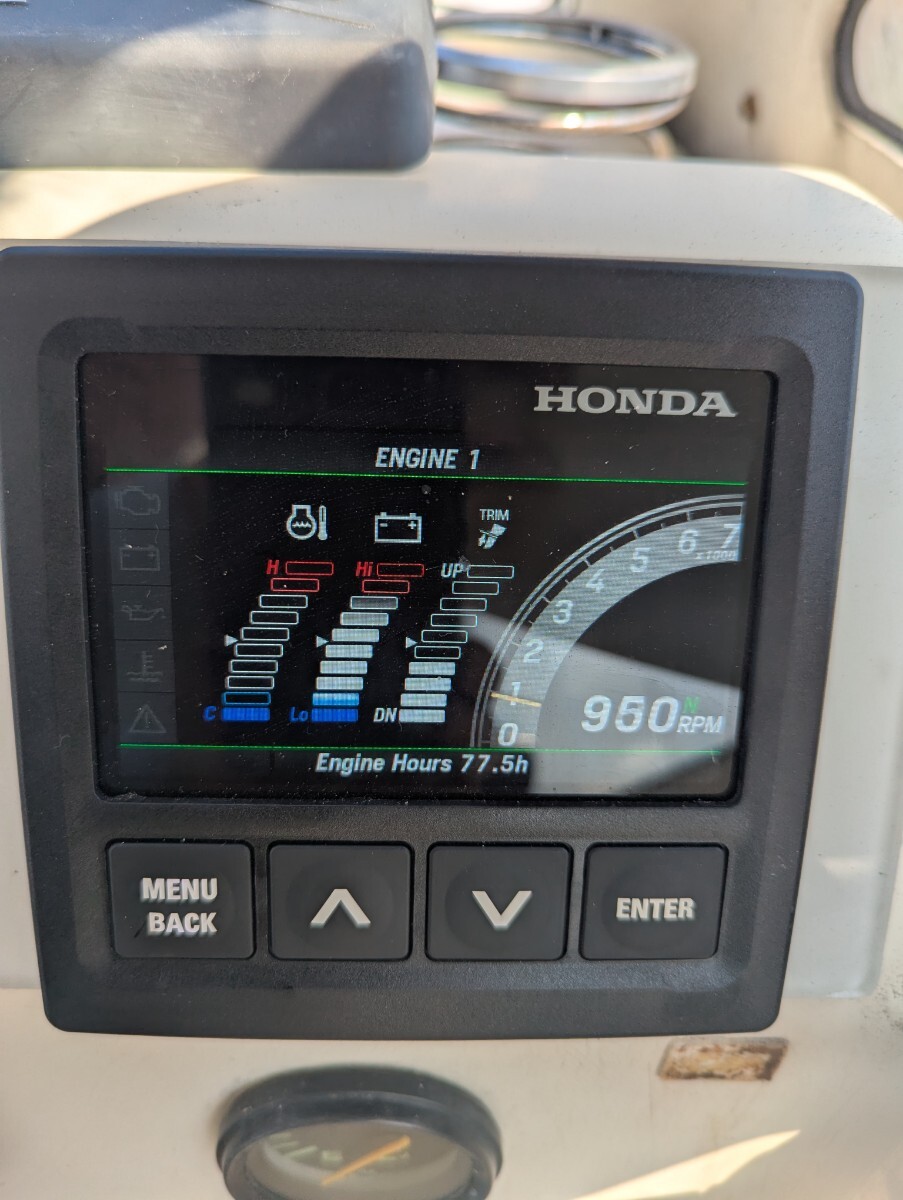 HONDA
ENGINE 1
TRIM
H Hi UP
7
6
5
x 1000
4
3
2
1
0
C Lo DN
N
950 RPM
Engine Hours 77.5h
MENU
BACK
ENTER